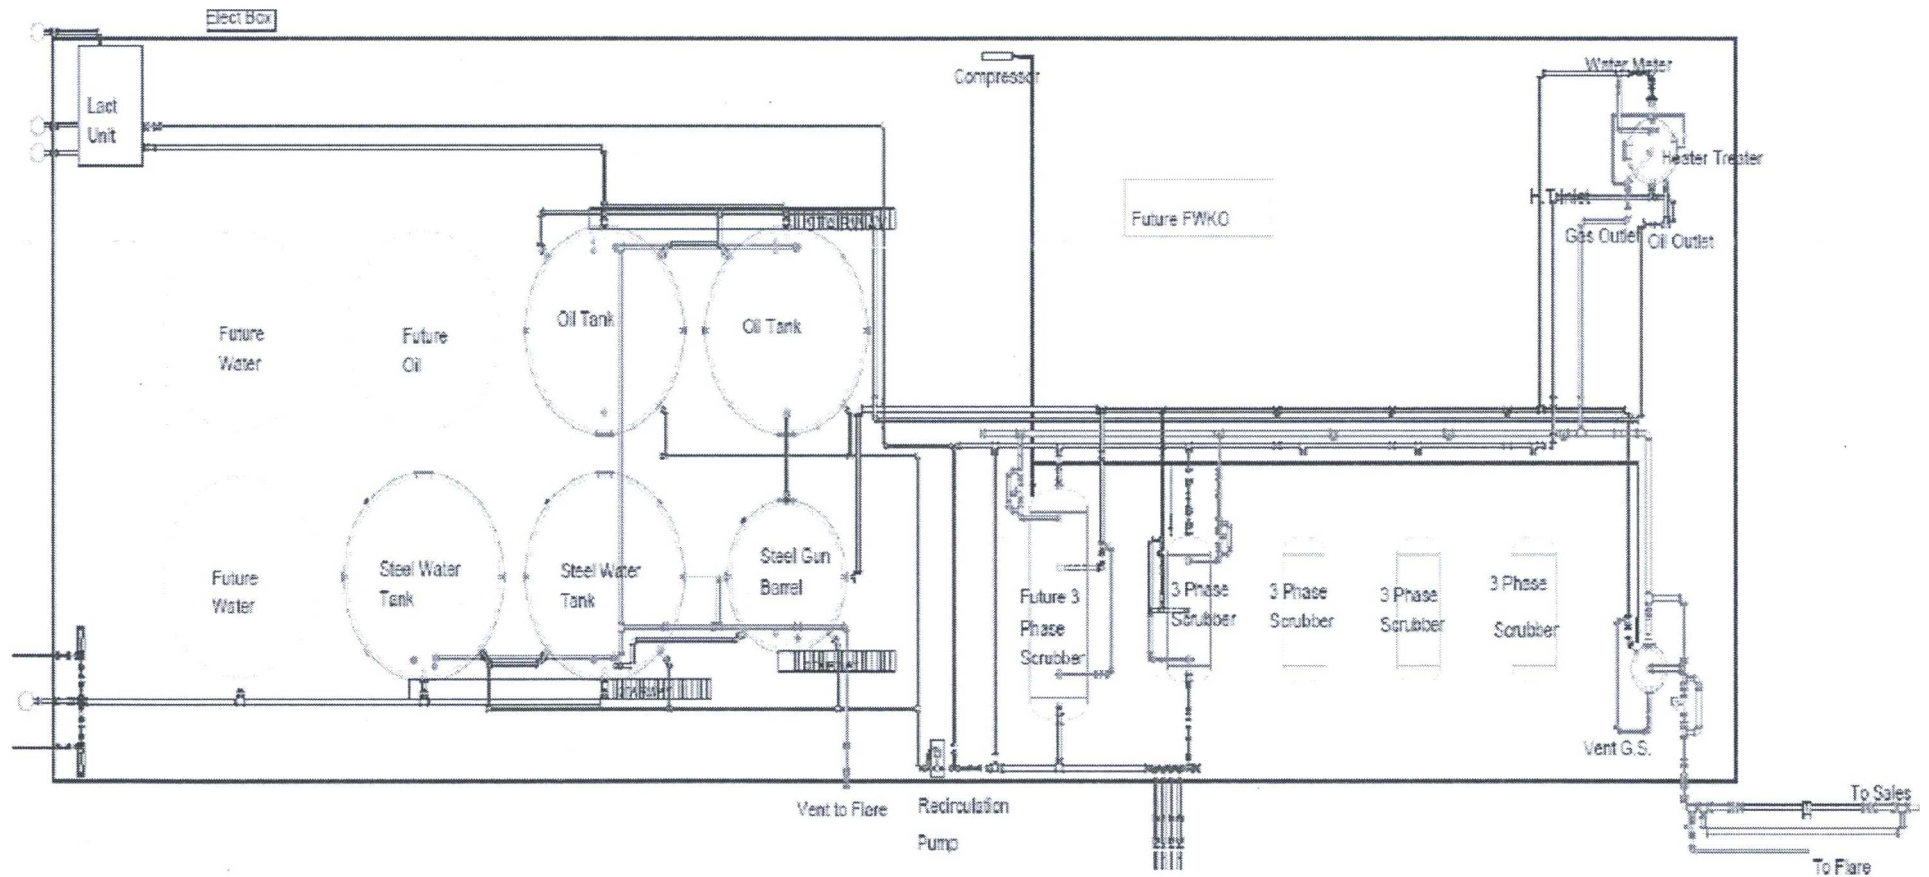 Elect Box
Compressor
Water Meter
Lact
Unit
Heater Treater
H. T. Inlet
Future FWKO
Gas Outlet
Oil Outlet
Future
Water
Future
Oil
Oil Tank
Oil Tank
Future
Water
Steel Water
Tank
Steel Water
Tank
Steel Gun
Barrel
Future 3
Phase
Scrubber
3 Phase
Scrubber
3 Phase
Scrubber
3 Phase
Scrubber
3 Phase
Scrubber
Vent G.S.
Vent to Flare
Recirculation
Pump
To Sales
To Flare